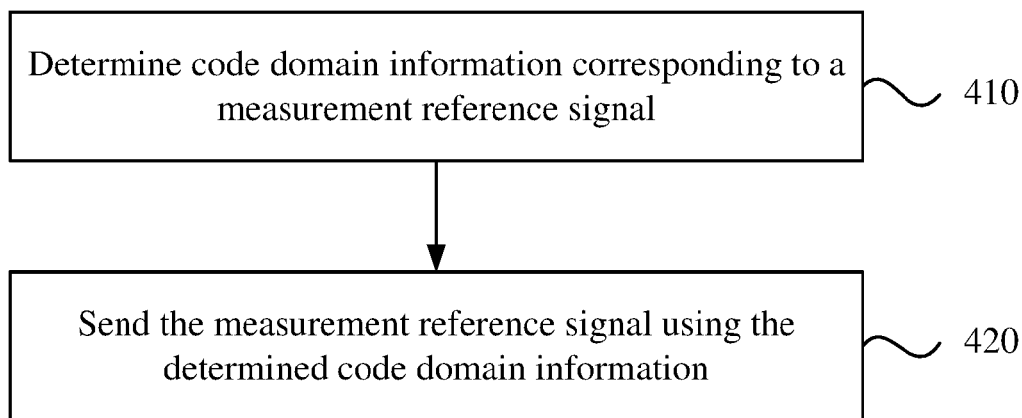 Determine code domain information corresponding to a
measurement reference signal
410
Send the measurement reference signal using the
determined code domain information
420